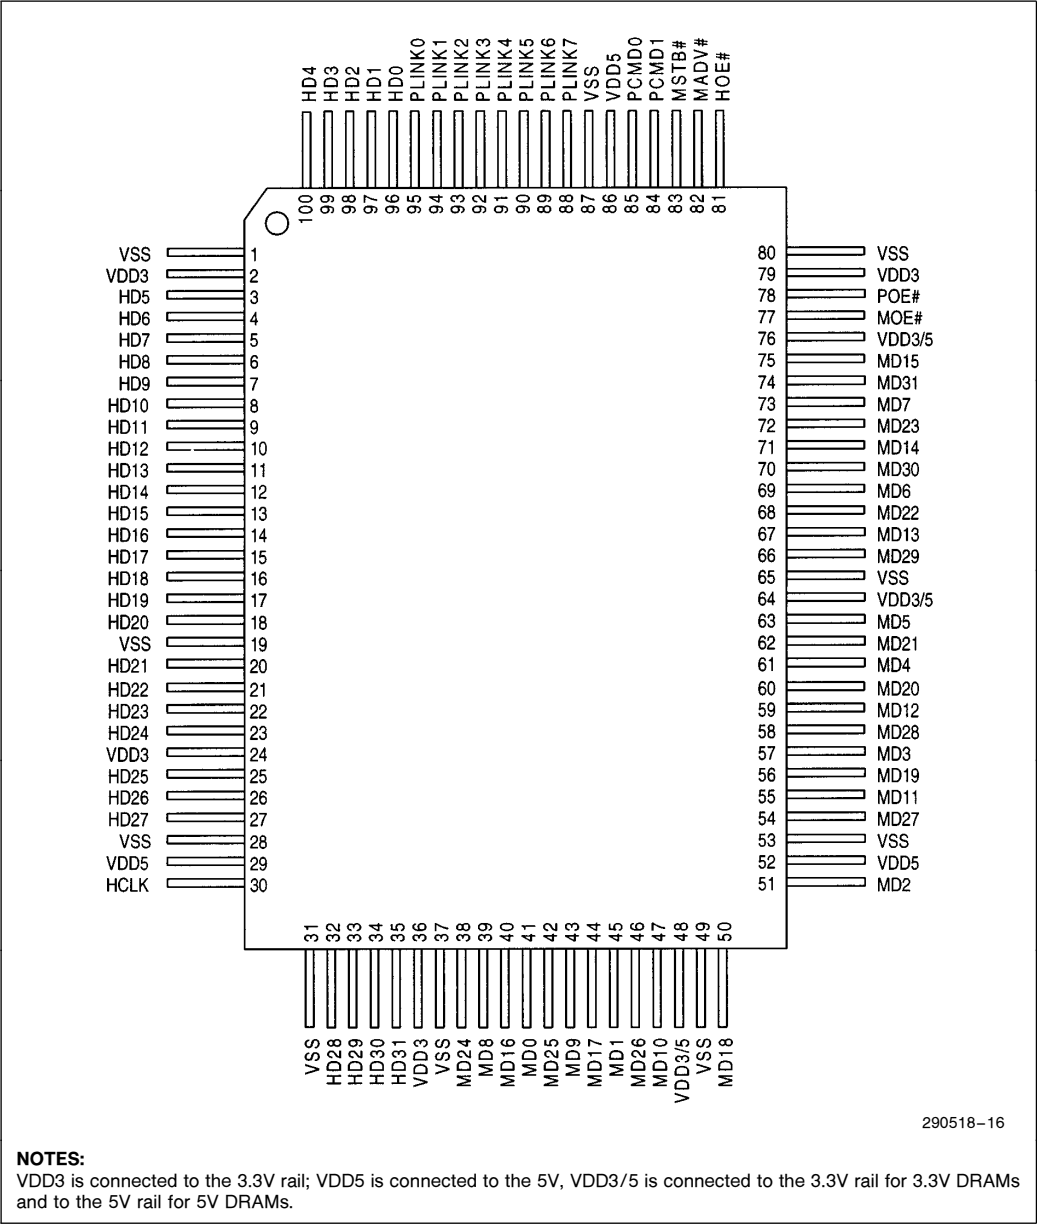 HD4 HD3 HD2 HD1 HD0 PLINK0 PLINK1 PLINK2 PLINK3 PLINK4 PLINK5 PLINK6 PLINK7 VSS VDD5 PCMD0 PCMD1 MSTB# MADV# HOE#
100 99 98 97 96 95 94 93 92 91 90 89 88 87 86 85 84 83 82 81
VSS 1 80 VSS
VDD3 2 79 VDD3
HD5 3 78 POE#
HD6 4 77 MOE#
HD7 5 76 VDD3/5
HD8 6 75 MD15
HD9 7 74 MD31
HD10 8 73 MD7
HD11 9 72 MD23
HD12 10 71 MD14
HD13 11 70 MD30
HD14 12 69 MD6
HD15 13 68 MD22
HD16 14 67 MD13
HD17 15 66 MD29
HD18 16 65 VSS
HD19 17 64 VDD3/5
HD20 18 63 MD5
VSS 19 62 MD21
HD21 20 61 MD4
HD22 21 60 MD20
HD23 22 59 MD12
HD24 23 58 MD28
VDD3 24 57 MD3
HD25 25 56 MD19
HD26 26 55 MD11
HD27 27 54 MD27
VSS 28 53 VSS
VDD5 29 52 VDD5
HCLK 30 51 MD2
31 32 33 34 35 36 37 38 39 40 41 42 43 44 45 46 47 48 49 50
VSS HD28 HD29 HD30 HD31 VDD3 VSS MD24 MD8 MD16 MD0 MD25 MD9 MD17 MD1 MD26 MD10 VDD3/5 VSS MD18
290518–16
NOTES:
VDD3 is connected to the 3.3V rail; VDD5 is connected to the 5V, VDD3/5 is connected to the 3.3V rail for 3.3V DRAMs
and to the 5V rail for 5V DRAMs.